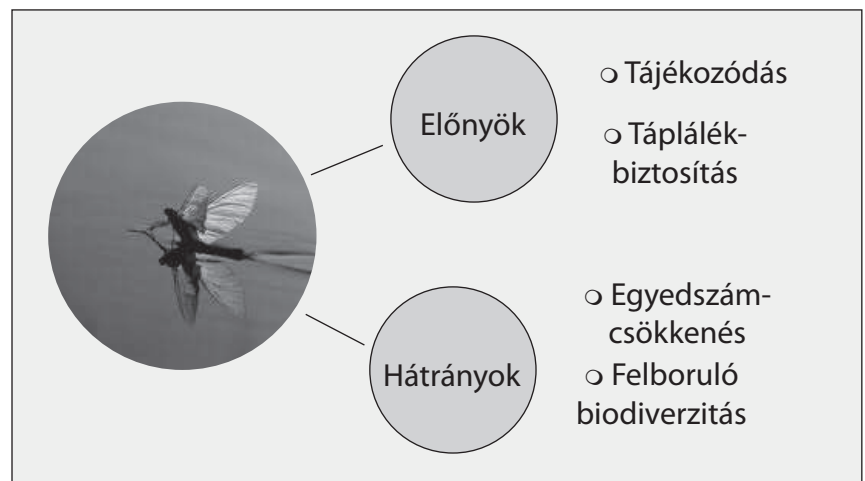 Előnyök
○ Tájékozódás
○ Táplálék-
biztosítás
Hátrányok
○ Egyedszám-
csökkenés
○ Felboruló
biodiverzitás